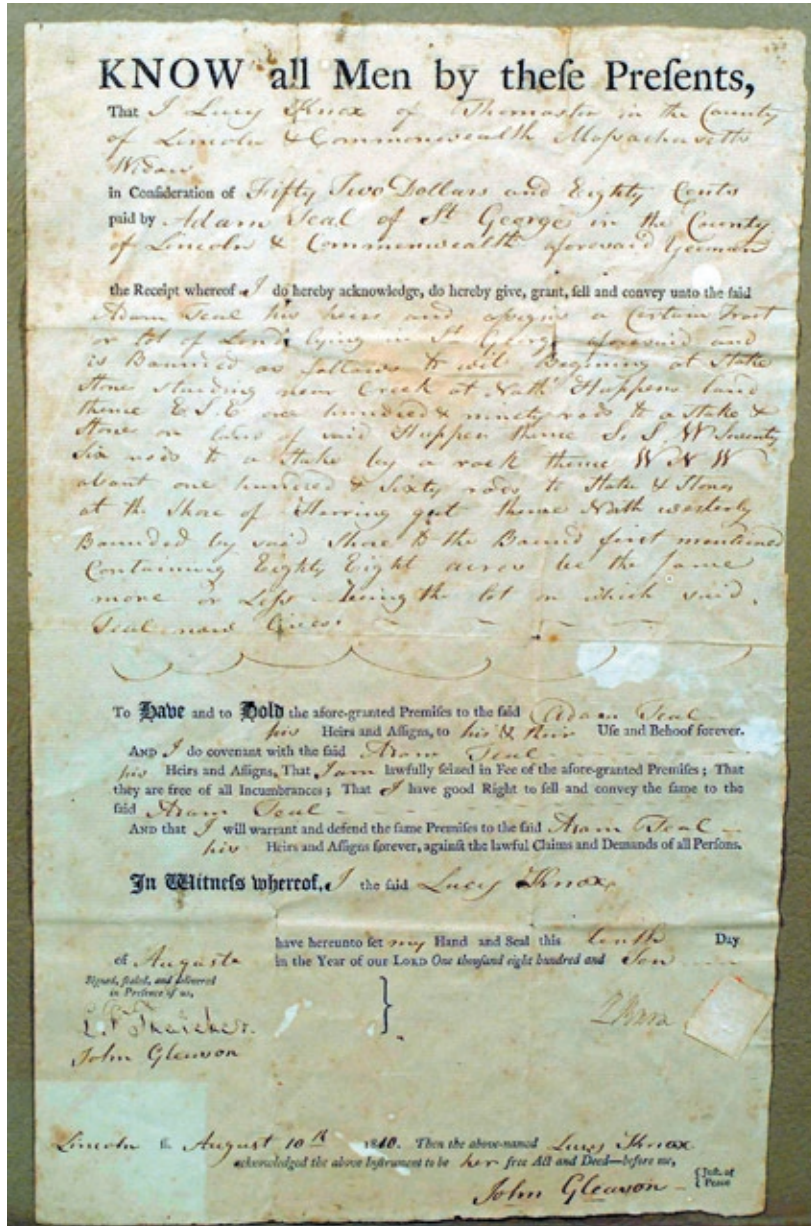 KNOW all Men by theſe Preſents,
That I Lucy Knox of Thomaston in the County
of Lincoln & Commonwealth Massachusetts
Widow
in Conſideration of Fifty Two Dollars and Eighty Cents
paid by Adam Teal of St George in the County
of Lincoln & Commonwealth aforesaid Yeoman
the Receipt whereof I do hereby acknowledge, do hereby give, grant, ſell and convey unto the ſaid
Adam Teal his heirs and assigns a Certain Tract
or lot of Land lying in St George aforesaid and
is Bounded as follows to wit Begining at Stake
Stone standing near Creek at Nath Huppers land
thence E. S. E one hundred & ninety rods to a Stake &
Stones on land of said Hupper thence S. S. W Seventy
Six rods to a Stake by a rock thence W N W
about one hundred & Sixty rods to Stake & Stones
at the Shore of Herring gut thence North westerly
Bounded by said Shore to the Bound first mentioned
Containing Eighty Eight acres be the Same
more or Less being the lot on which said
Teal now lives
To Have and to Hold the afore-granted Premiſes to the ſaid Adam Teal
his Heirs and Aſſigns, to his & their Uſe and Behoof forever.
AND I do covenant with the ſaid Adam Teal
his Heirs and Aſſigns, That I am lawfully ſeized in Fee of the afore-granted Premiſes; That
they are free of all Incumbrances; That I have good Right to ſell and convey the ſame to the
ſaid Adam Teal
AND that I will warrant and defend the ſame Premiſes to the ſaid Adam Teal
his Heirs and Aſſigns forever, againſt the lawful Claims and Demands of all Perſons.
In Witneſs whereof, I the ſaid Lucy Knox
have hereunto ſet my Hand and Seal this tenth Day
of August in the Year of our LORD One thouſand eight hundred and Ten
Signed, ſealed, and delivered
in Preſence of us,
Thatcher.
L Knox
John Gleason
Lincoln ſs. August 10th 1810. Then the above-named Lucy Knox
acknowledged the above Inſtrument to be her free Act and Deed—before me,
John Gleason { Juſt. of
{ Peace